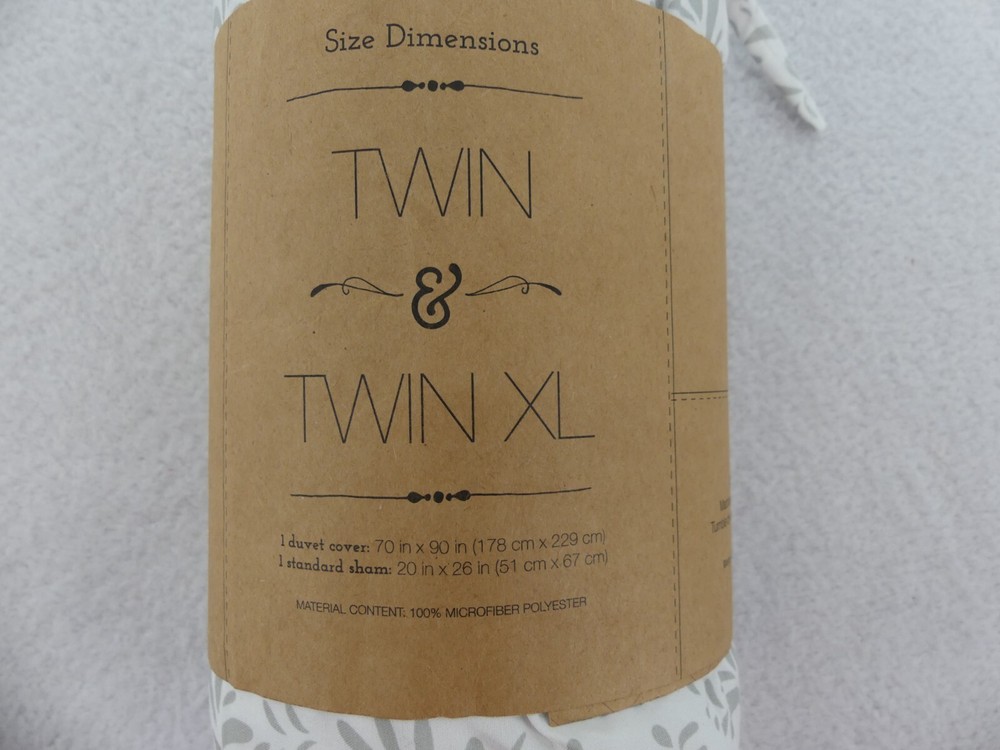 Size Dimensions
TWIN
&
TWIN XL
1 duvet cover: 70 in x 90 in (178 cm x 229 cm)
1 standard sham: 20 in x 26 in (51 cm x 67 cm)
MATERIAL CONTENT: 100% MICROFIBER POLYESTER